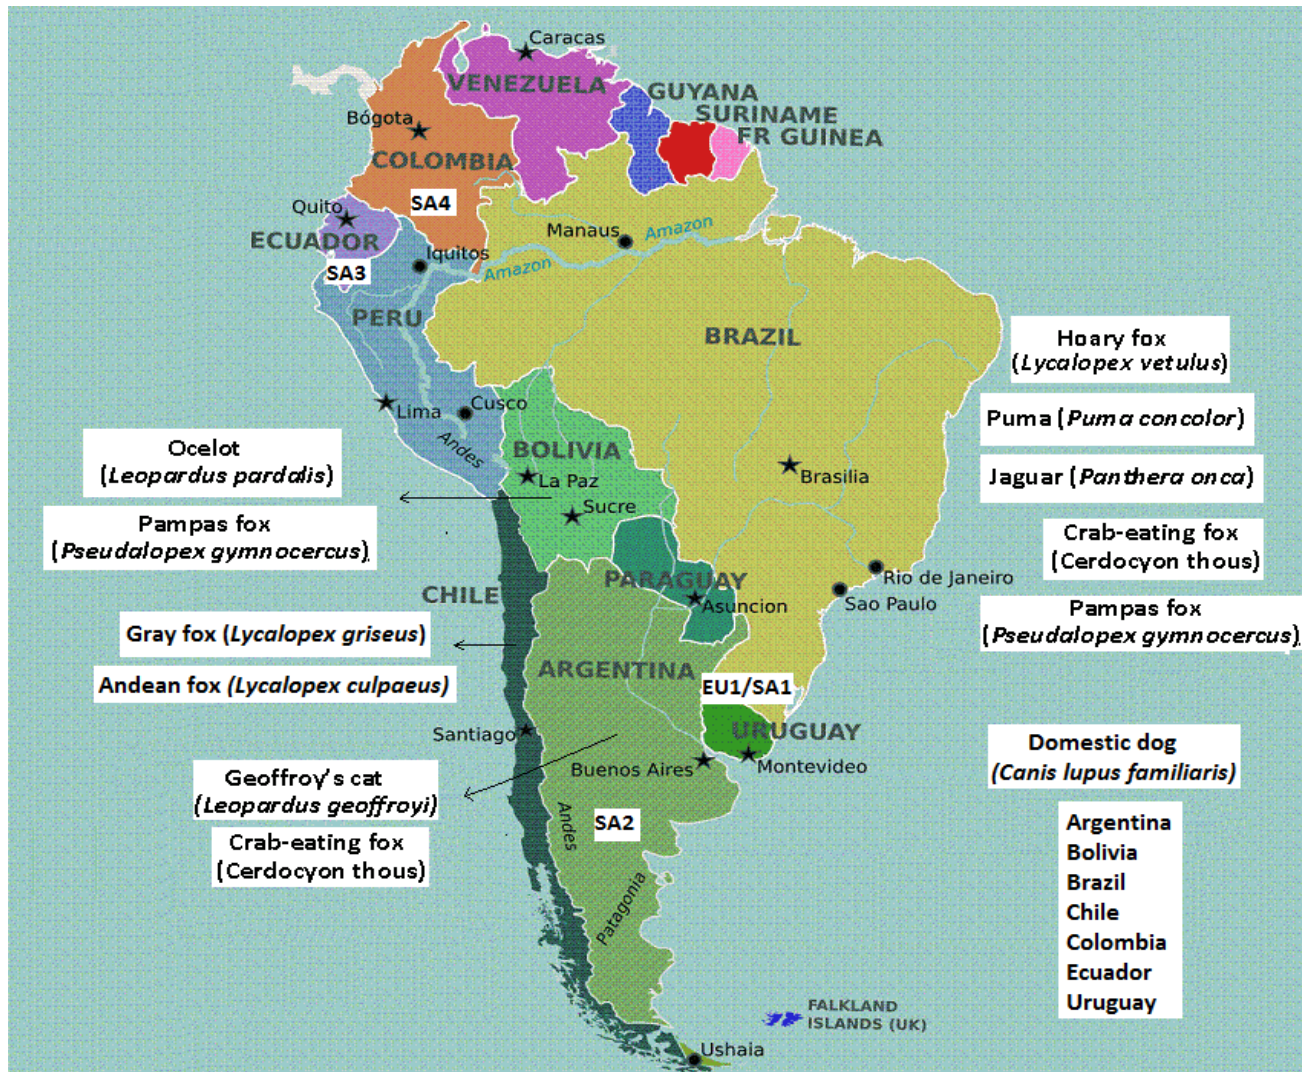 Caracas
VENEZUELA
GUYANA
SURINAME
FR GUINEA
Bógota
COLOMBIA
SA4
Quito
ECUADOR
SA3
Iquitos
Manaus
Amazon
Amazon
PERU
BRAZIL
Lima
Cusco
Andes
BOLIVIA
La Paz
Sucre
Brasilia
PARAGUAY
Asuncion
Rio de Janeiro
Sao Paulo
CHILE
ARGENTINA
EU1/SA1
URUGUAY
Santiago
Buenos Aires
Montevideo
SA2
Andes
Patagonia
FALKLAND
ISLANDS (UK)
Ushaia
Ocelot
(Leopardus pardalis)
Pampas fox
(Pseudalopex gymnocercus)
Gray fox (Lycalopex griseus)
Andean fox (Lycalopex culpaeus)
Geoffroy's cat
(Leopardus geoffroyi)
Crab-eating fox
(Cerdocyon thous)
Hoary fox
(Lycalopex vetulus)
Puma (Puma concolor)
Jaguar (Panthera onca)
Crab-eating fox
(Cerdocyon thous)
Pampas fox
(Pseudalopex gymnocercus)
Domestic dog
(Canis lupus familiaris)
Argentina
Bolivia
Brazil
Chile
Colombia
Ecuador
Uruguay